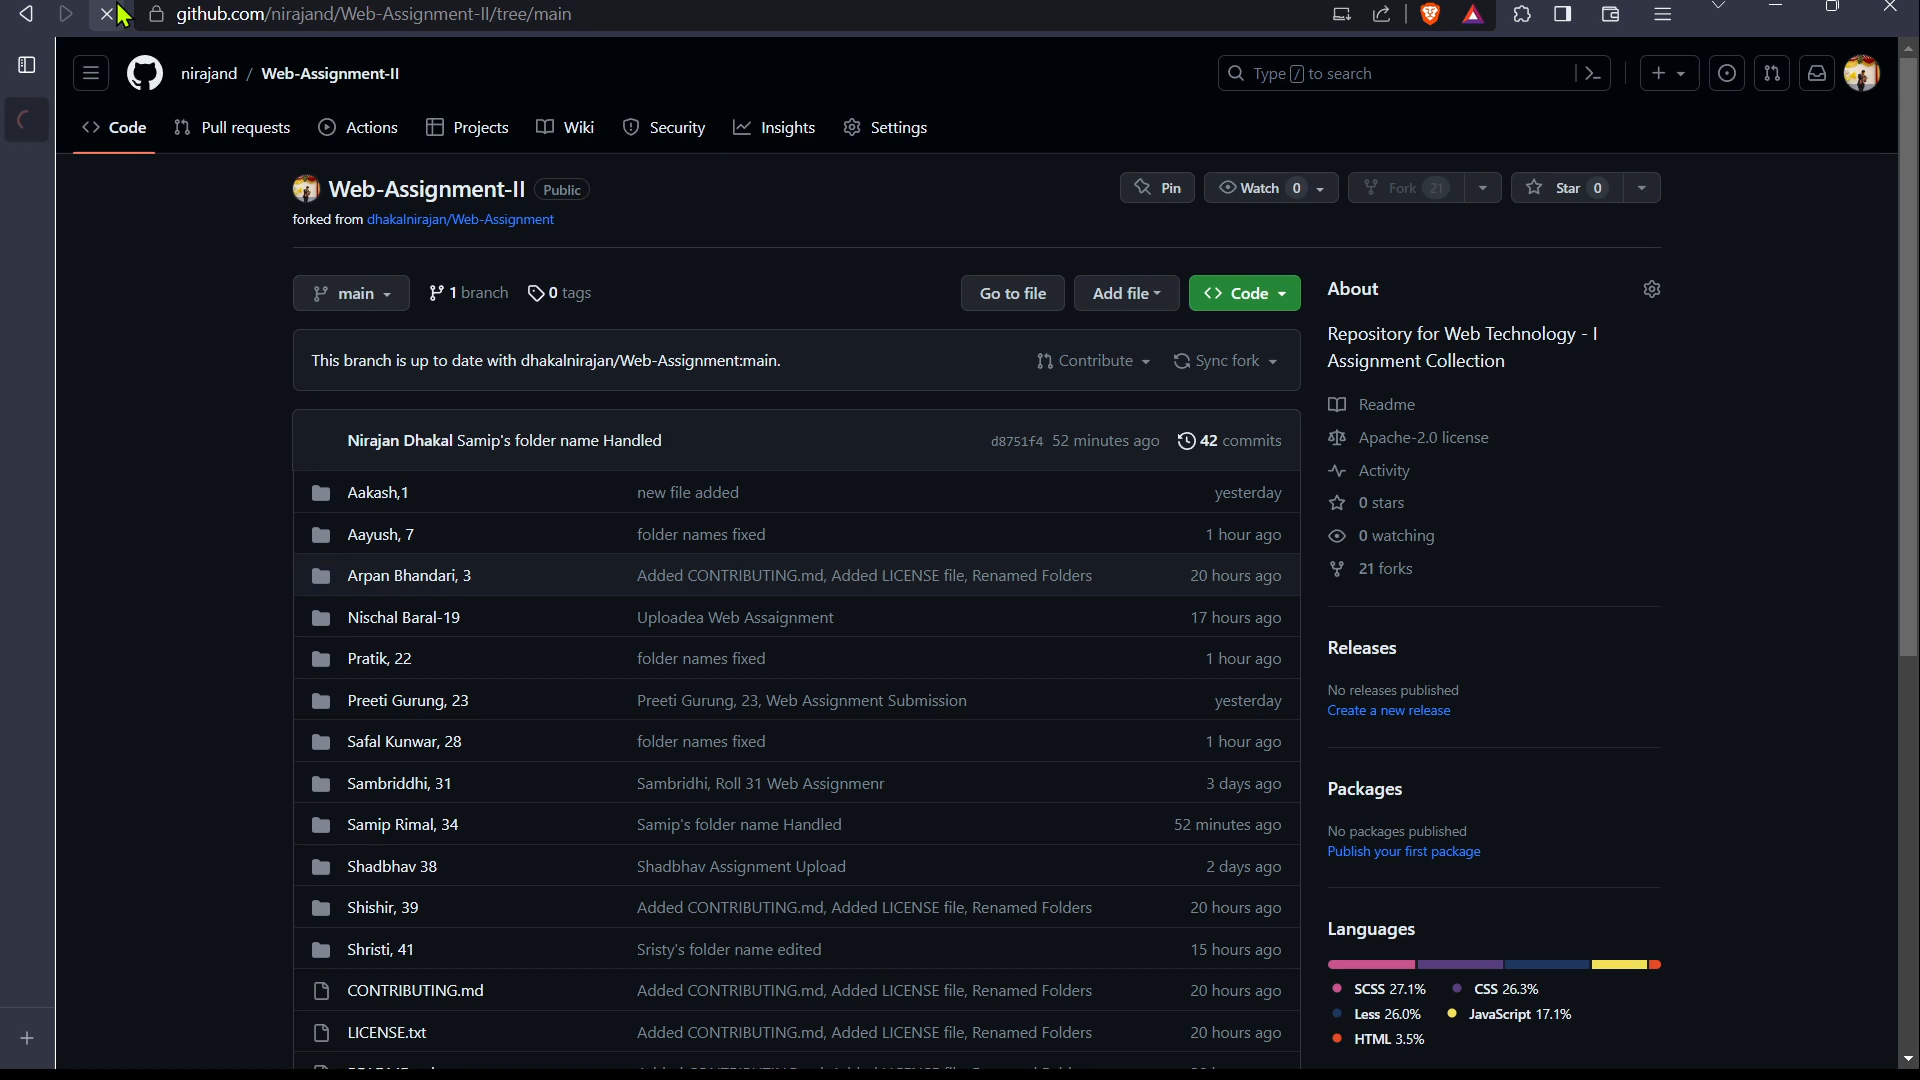 github.com/nirajand/Web-Assignment-II/tree/main
nirajand / Web-Assignment-II
Type / to search
Code Pull requests Actions Projects Wiki Security Insights Settings
Web-Assignment-II Public
Pin Watch 0 Fork 21 Star 0
forked from dhakalnirajan/Web-Assignment
main 1 branch 0 tags Go to file Add file Code
This branch is up to date with dhakalnirajan/Web-Assignment:main. Contribute Sync fork
Nirajan Dhakal Samip's folder name Handled d8751f4 52 minutes ago 42 commits
Aakash,1 new file added yesterday
Aayush, 7 folder names fixed 1 hour ago
Arpan Bhandari, 3 Added CONTRIBUTING.md, Added LICENSE file, Renamed Folders 20 hours ago
Nischal Baral-19 Uploadea Web Assaignment 17 hours ago
Pratik, 22 folder names fixed 1 hour ago
Preeti Gurung, 23 Preeti Gurung, 23, Web Assignment Submission yesterday
Safal Kunwar, 28 folder names fixed 1 hour ago
Sambriddhi, 31 Sambridhi, Roll 31 Web Assignmenr 3 days ago
Samip Rimal, 34 Samip's folder name Handled 52 minutes ago
Shadbhav 38 Shadbhav Assignment Upload 2 days ago
Shishir, 39 Added CONTRIBUTING.md, Added LICENSE file, Renamed Folders 20 hours ago
Shristi, 41 Sristy's folder name edited 15 hours ago
CONTRIBUTING.md Added CONTRIBUTING.md, Added LICENSE file, Renamed Folders 20 hours ago
LICENSE.txt Added CONTRIBUTING.md, Added LICENSE file, Renamed Folders 20 hours ago
About
Repository for Web Technology - I
Assignment Collection
Readme
Apache-2.0 license
Activity
0 stars
0 watching
21 forks
Releases
No releases published
Create a new release
Packages
No packages published
Publish your first package
Languages
SCSS 27.1% CSS 26.3%
Less 26.0% JavaScript 17.1%
HTML 3.5%